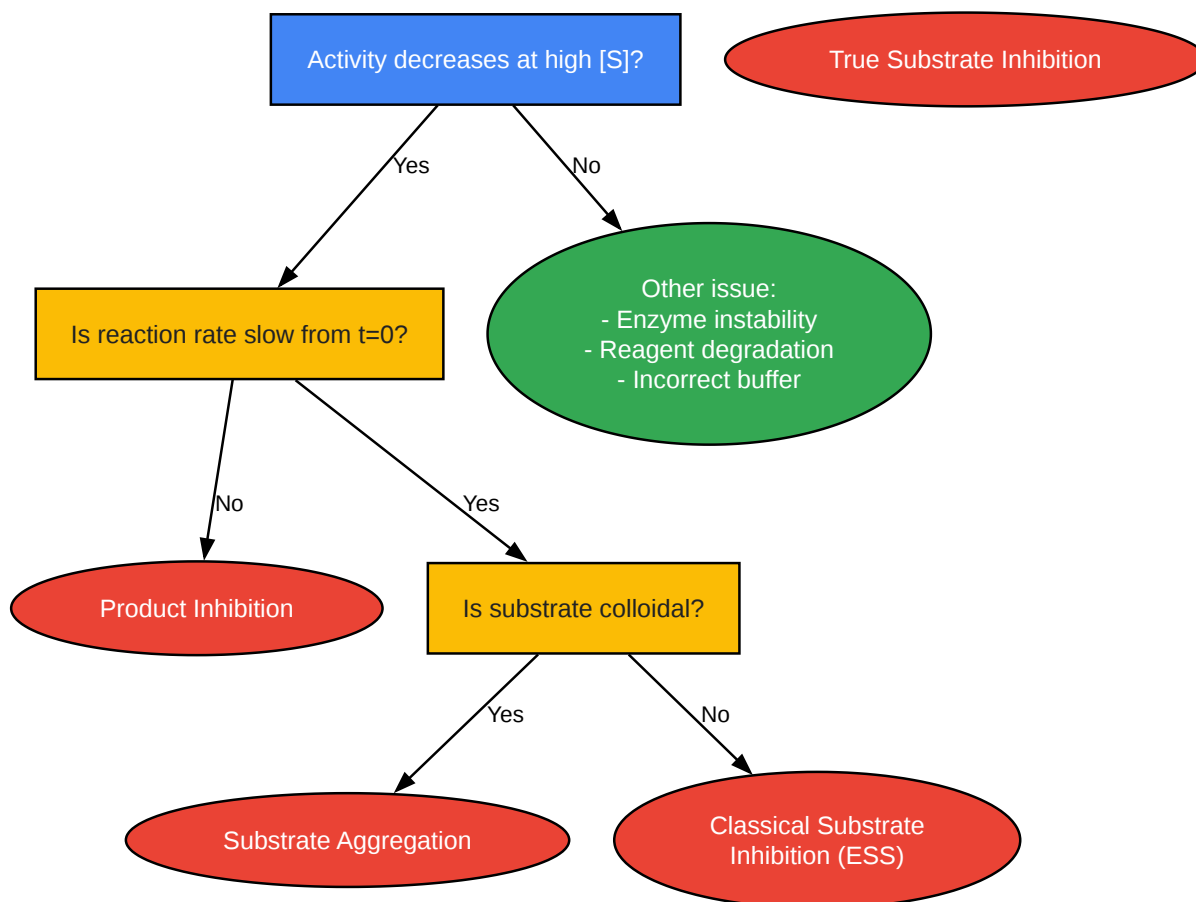 Activity decreases at high [S]?
True Substrate Inhibition
Yes
No
Other issue:
- Enzyme instability
- Reagent degradation
- Incorrect buffer
Is reaction rate slow from t=0?
No
Yes
Product Inhibition
Is substrate colloidal?
Yes
No
Substrate Aggregation
Classical Substrate
Inhibition (ESS)